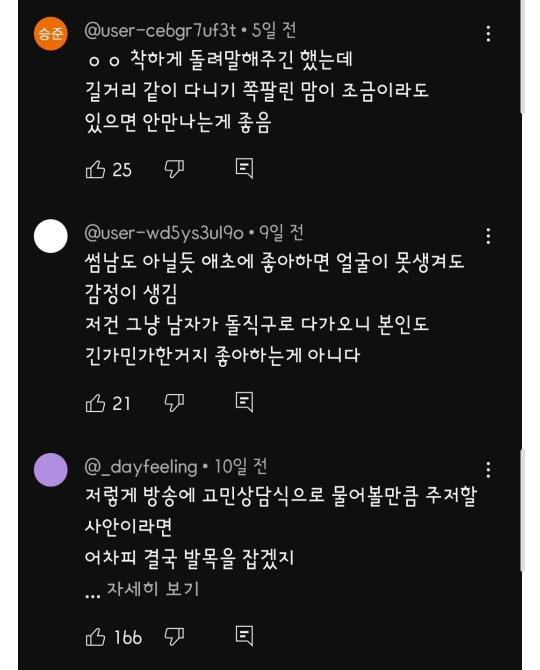 승준
@user-cebgr7uf3t • 5일 전
ㅇㅇ 착하게 돌려말해주긴 했는데
길거리 같이 다니기 쪽팔린 맘이 조금이라도
있으면 안만나는게 좋음
25
@user-wd5ys3ul9o • 9일 전
썸남도 아닐듯 애초에 좋아하면 얼굴이 못생겨도
감정이 생김
저건 그냥 남자가 돌직구로 다가오니 본인도
긴가민가한거지 좋아하는게 아니다
21
@_dayfeeling • 10일 전
저렇게 방송에 고민상담식으로 물어볼만큼 주저할
사안이라면
어차피 결국 발목을 잡겠지
... 자세히 보기
166